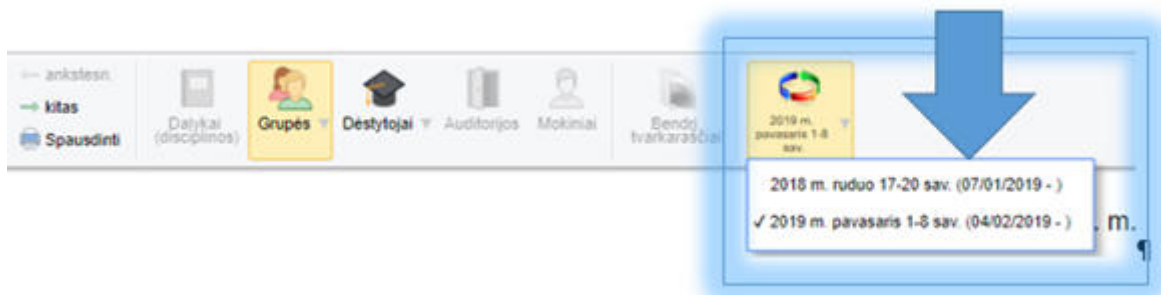 ← ankstesn.
→ kitas
Spausdinti
Dalykai
(disciplinos)
Grupės
Dėstytojai
Auditorijos
Mokiniai
Bendri
tvarkaraščiai
2019 m.
pavasaris 1-8
sav.
2018 m. ruduo 17-20 sav. (07/01/2019 - )
✓ 2019 m. pavasaris 1-8 sav. (04/02/2019 - )
. m.
¶